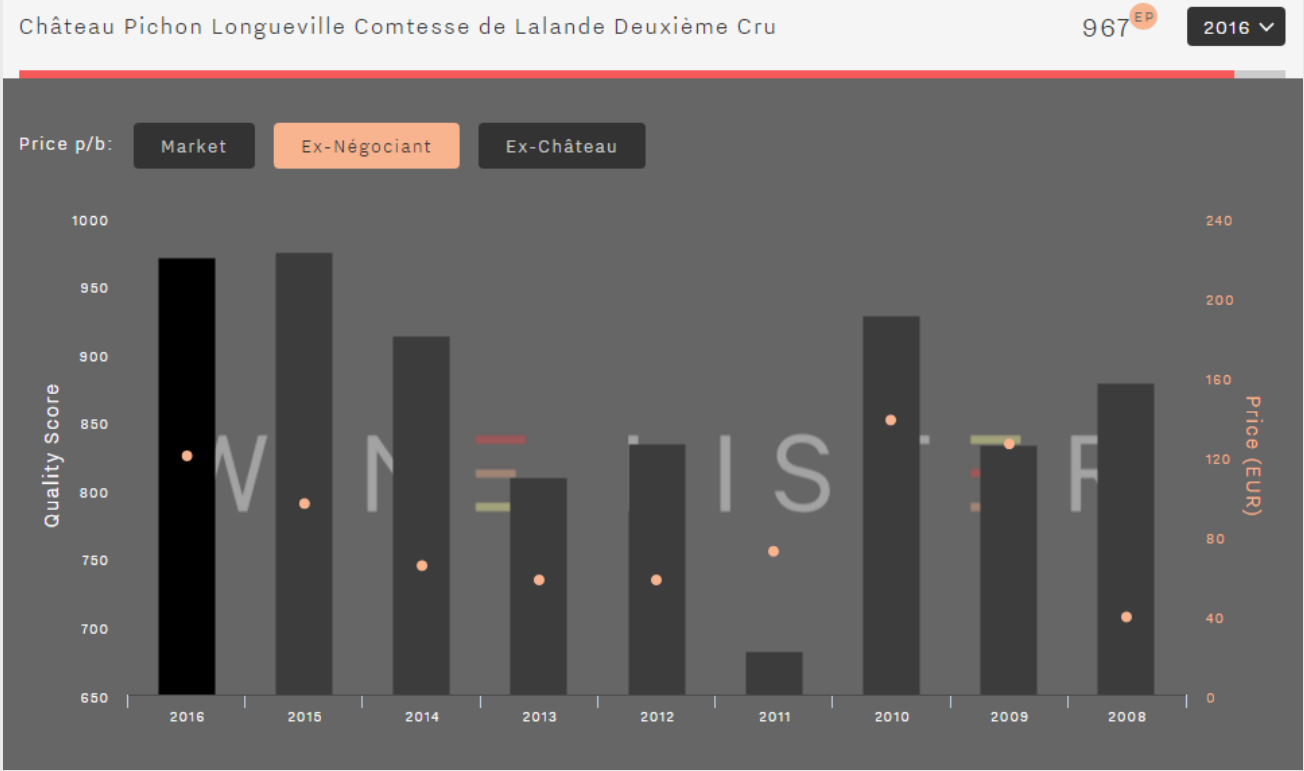 Château Pichon Longueville Comtesse de Lalande Deuxième Cru 967 EP 2016
Price p/b: Market Ex-Négociant Ex-Château
1000 240
950
200
900
160
850
120
800
80
750
700 40
650 0
Quality Score
Price (EUR)
WINE LISTER
2016 2015 2014 2013 2012 2011 2010 2009 2008